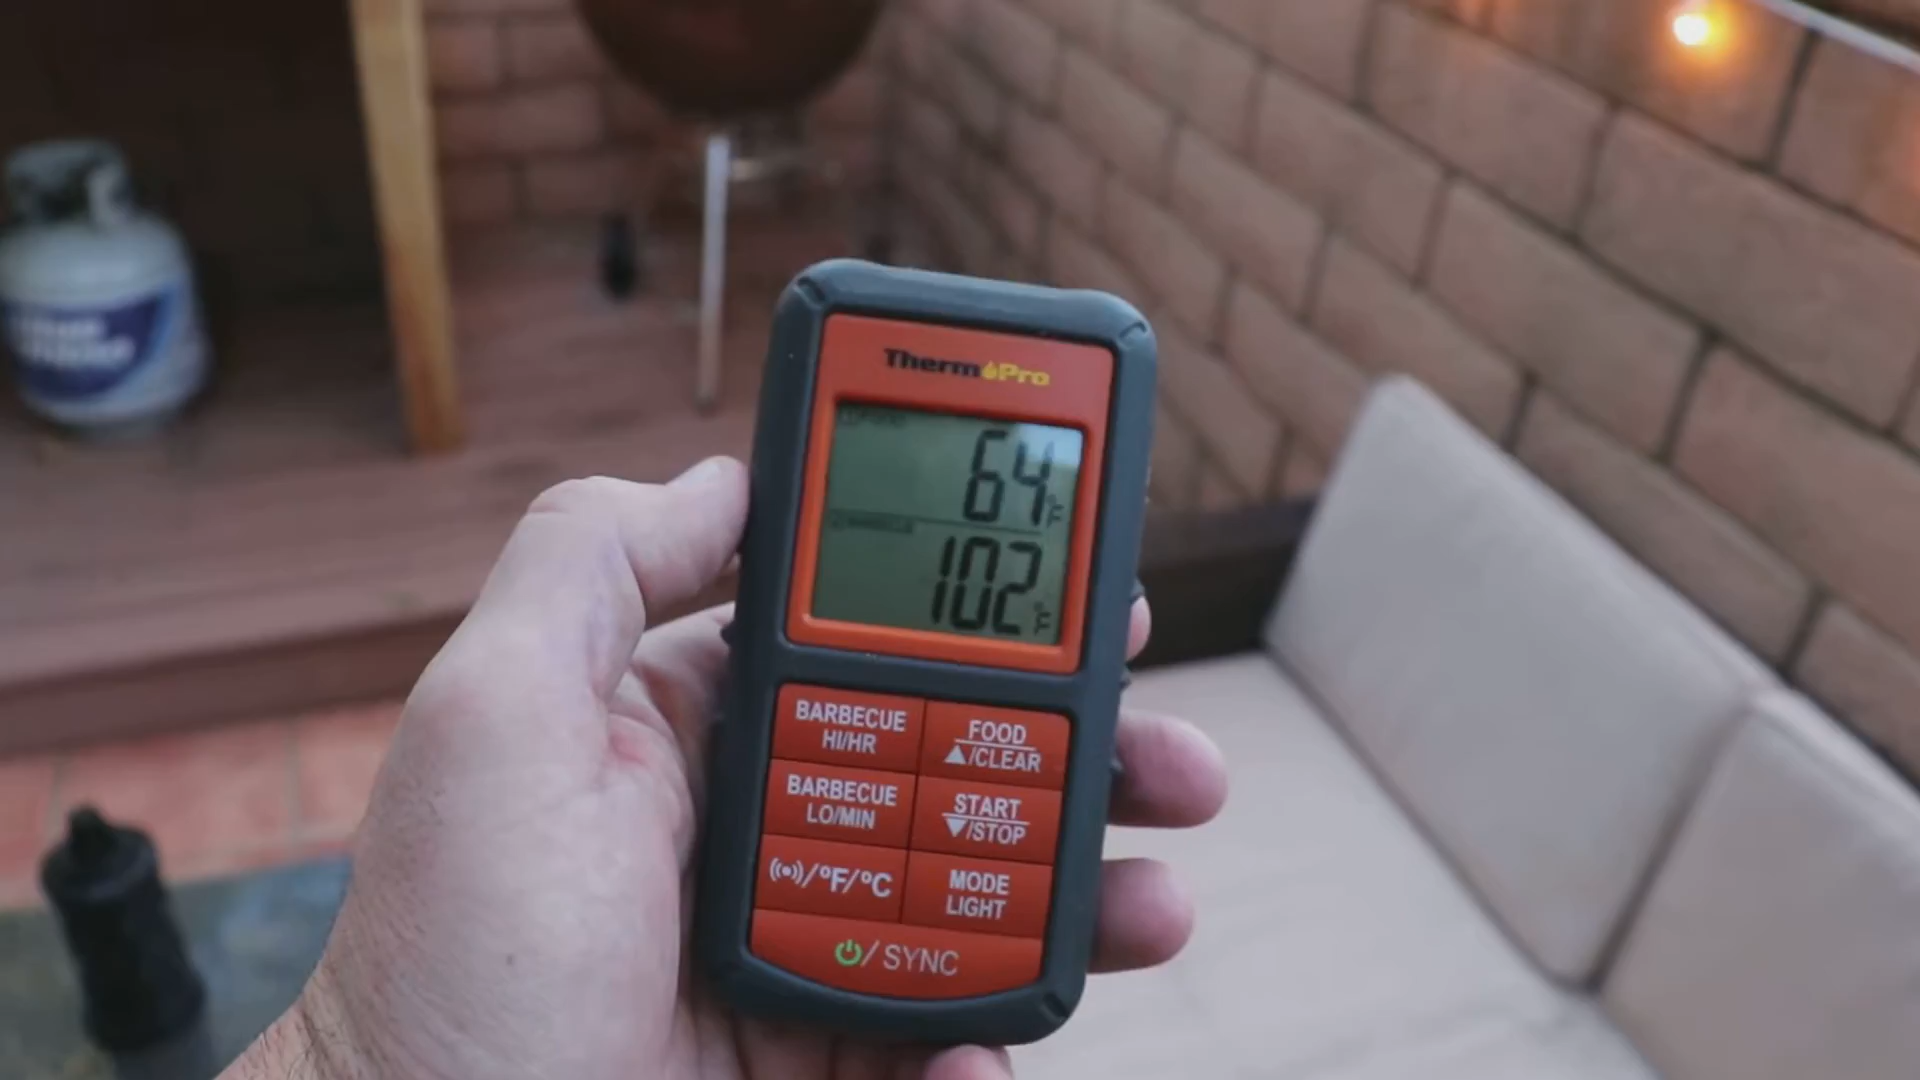 ThermoPro
64°F
102°F
BARBECUE
HI/HR
FOOD
▲/CLEAR
BARBECUE
LO/MIN
START
▼/STOP
((•))/°F/°C
MODE
LIGHT
⏻/ SYNC